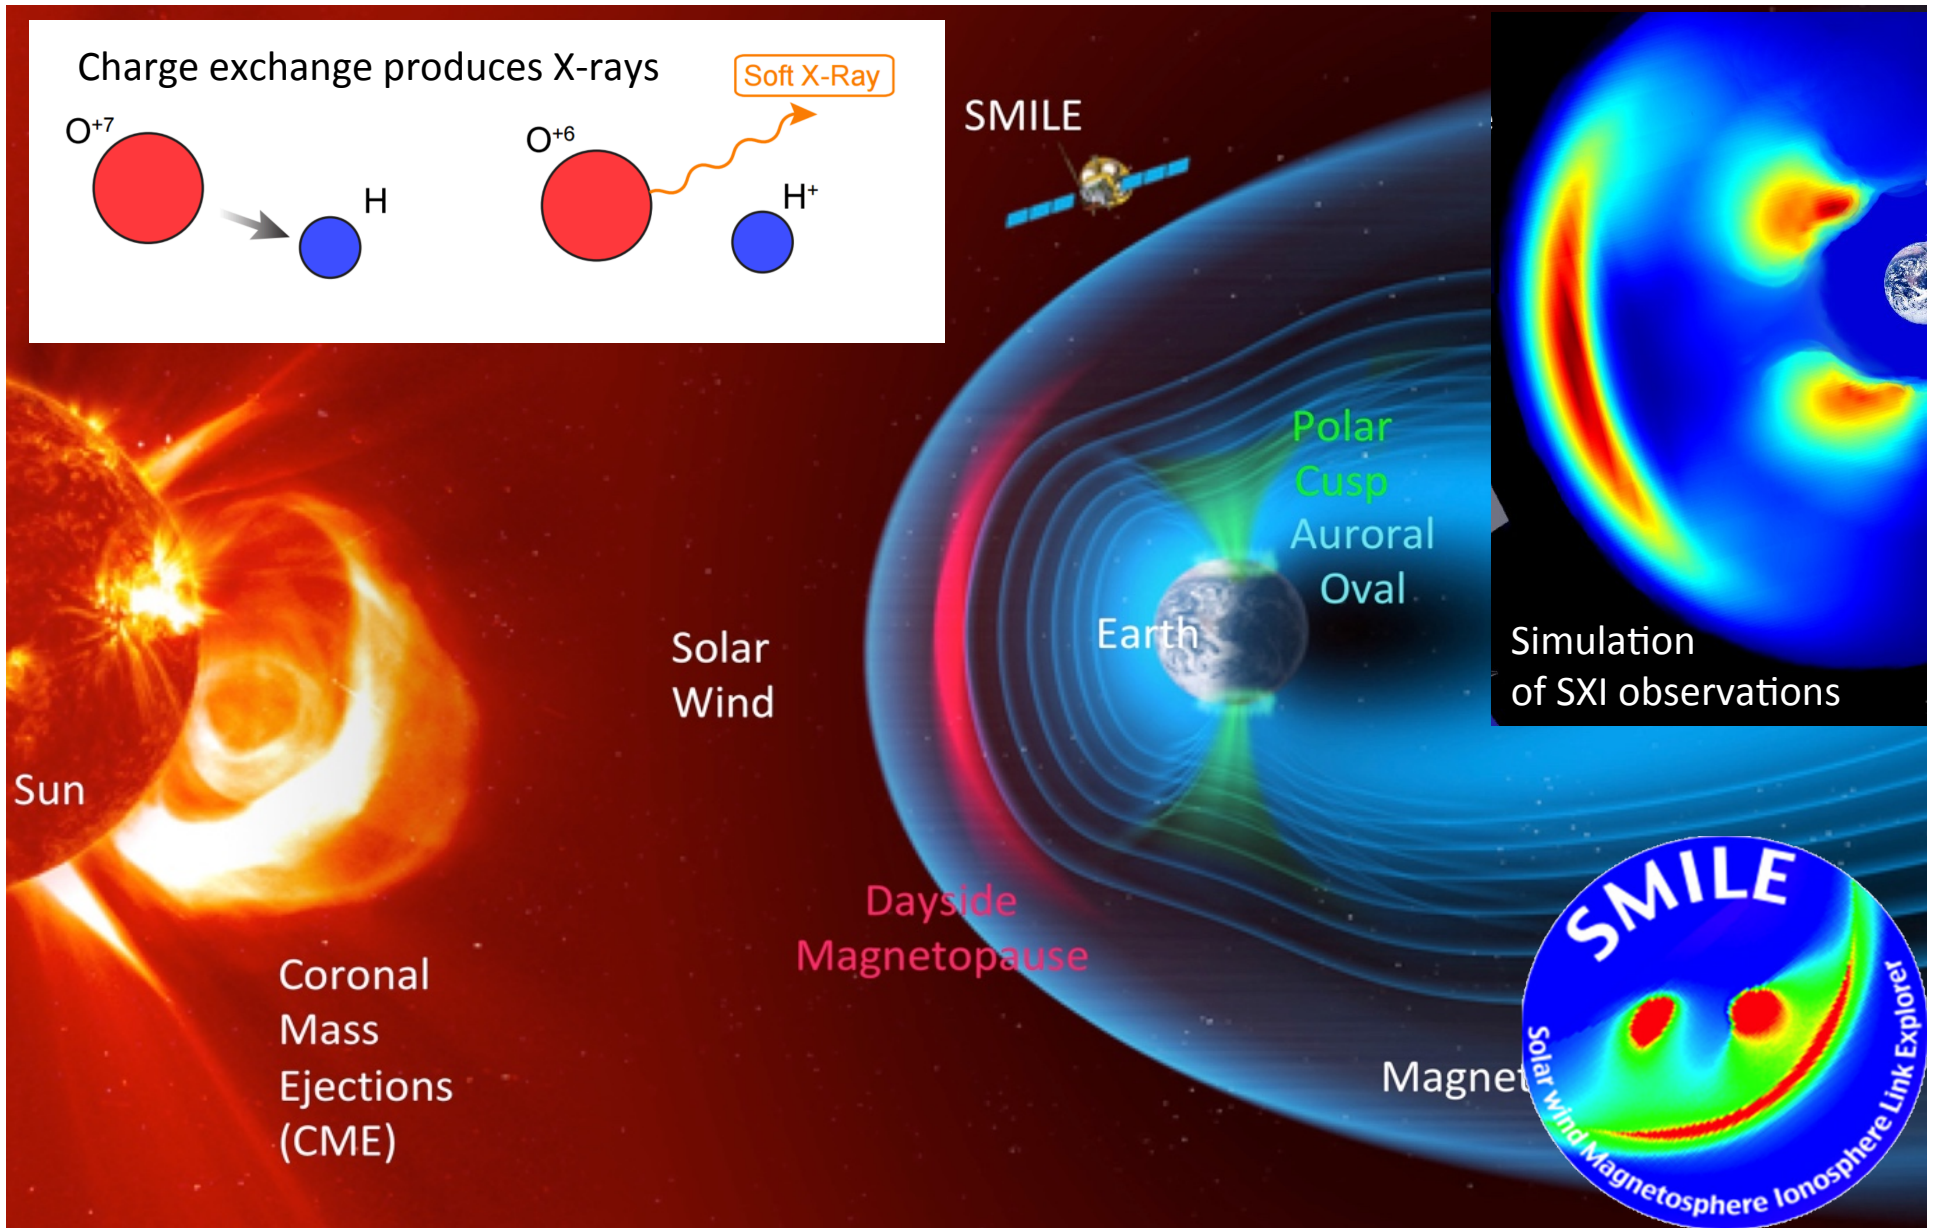 Charge exchange produces X-rays
Soft X-Ray
O+7
H
O+6
H+
SMILE
Polar
Cusp
Auroral
Oval
Earth
Solar
Wind
Sun
Dayside
Magnetopause
Coronal
Mass
Ejections
(CME)
Simulation
of SXI observations
Magnet
SMILE
Solar wind Magnetosphere Ionosphere Link Explorer